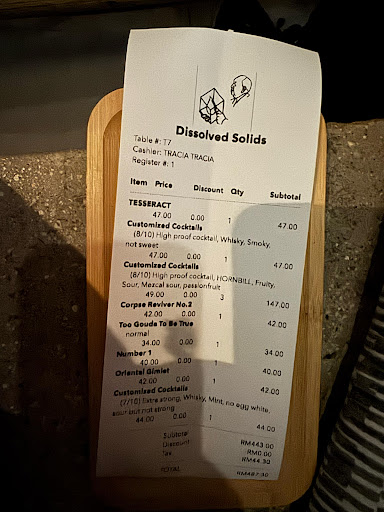 Dissolved Solids
Table #: T7
Cashier: TRACIA TRACIA
Register #: 1
Item Price Discount Qty Subtotal
TESSERACT
47.00 0.00 1 47.00
Customized Cocktails
(8/10) High proof cocktail, Whisky, Smoky,
not sweet
47.00 0.00 1 47.00
Customized Cocktails
(8/10) High proof cocktail, HORNBILL, Fruity,
Sour, Mezcal sour, passionfruit
49.00 0.00 3 147.00
Corpse Reviver No.2
42.00 0.00 1 42.00
Too Gouda To Be True
normal
34.00 0.00 1 34.00
Number 1
40.00 0.00 1 40.00
Oriental Gimlet
42.00 0.00 1 42.00
Customized Cocktails
(7/10) Extra strong, Whisky, Mint, no egg white,
sour but not strong
44.00 0.00 1 44.00
Subtotal RM443.00
Discount RM0.00
Tax RM44.30
TOTAL RM487.30